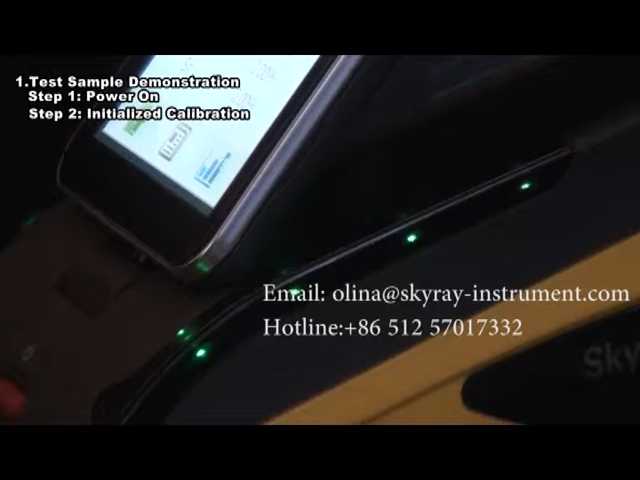 1.Test Sample Demonstration
Step 1: Power On
Step 2: Initialized Calibration
Email: olina@skyray-instrument.com
Hotline:+86 512 57017332
Sky